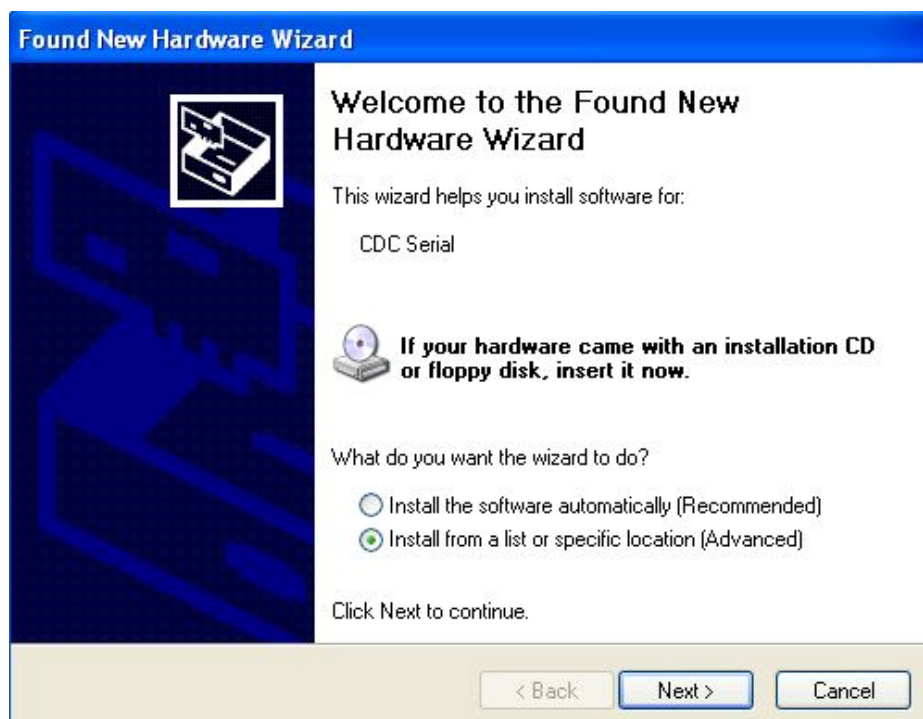 Found New Hardware Wizard
Welcome to the Found New
Hardware Wizard
This wizard helps you install software for:
CDC Serial
If your hardware came with an installation CD
or floppy disk, insert it now.
What do you want the wizard to do?
Install the software automatically (Recommended)
Install from a list or specific location (Advanced)
Click Next to continue.
< Back Next > Cancel